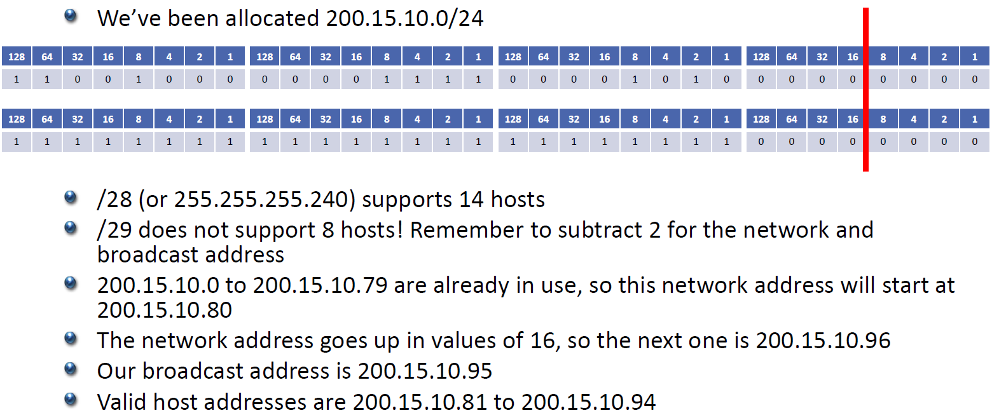 We’ve been allocated 200.15.10.0/24
128 64 32 16 8 4 2 1 128 64 32 16 8 4 2 1 128 64 32 16 8 4 2 1 128 64 32 16 8 4 2 1
1 1 0 0 1 0 0 0 0 0 0 0 1 1 1 1 0 0 0 0 1 0 1 0 0 0 0 0 0 0 0 0
128 64 32 16 8 4 2 1 128 64 32 16 8 4 2 1 128 64 32 16 8 4 2 1 128 64 32 16 8 4 2 1
1 1 1 1 1 1 1 1 1 1 1 1 1 1 1 1 1 1 1 1 1 1 1 1 0 0 0 0 0 0 0 0
/28 (or 255.255.255.240) supports 14 hosts
/29 does not support 8 hosts! Remember to subtract 2 for the network and
broadcast address
200.15.10.0 to 200.15.10.79 are already in use, so this network address will start at
200.15.10.80
The network address goes up in values of 16, so the next one is 200.15.10.96
Our broadcast address is 200.15.10.95
Valid host addresses are 200.15.10.81 to 200.15.10.94